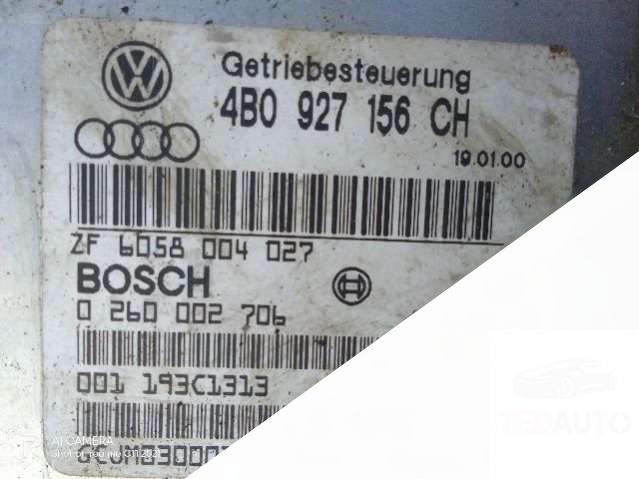 Getriebesteuerung
4B0 927 156 CH
19.01.00
ZF 6058 004 027
BOSCH
0 260 002 706
001 193C1313
AI CAMERA
TEDAUTO